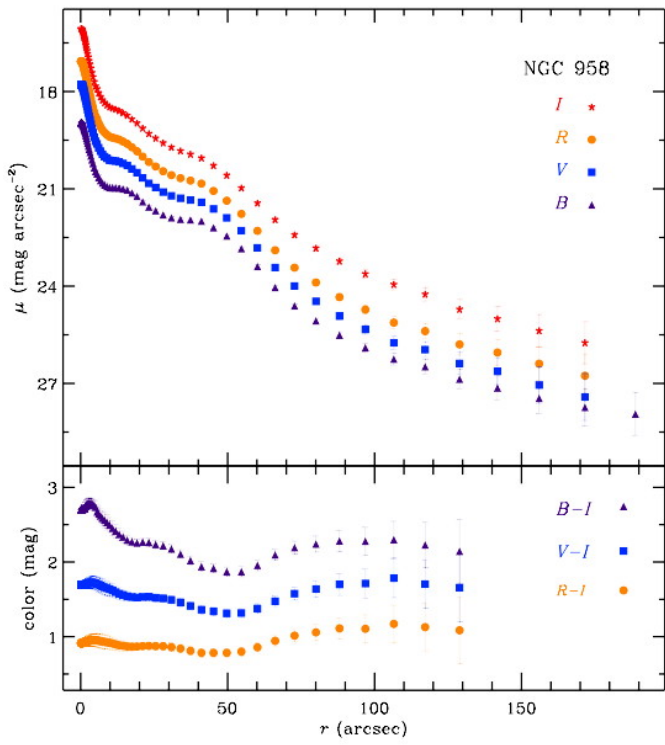 NGC 958
I
R
V
B
18
21
24
27
μ (mag arcsec⁻²)
3
2
1
color (mag)
B-I
V-I
R-I
0 50 100 150
r (arcsec)